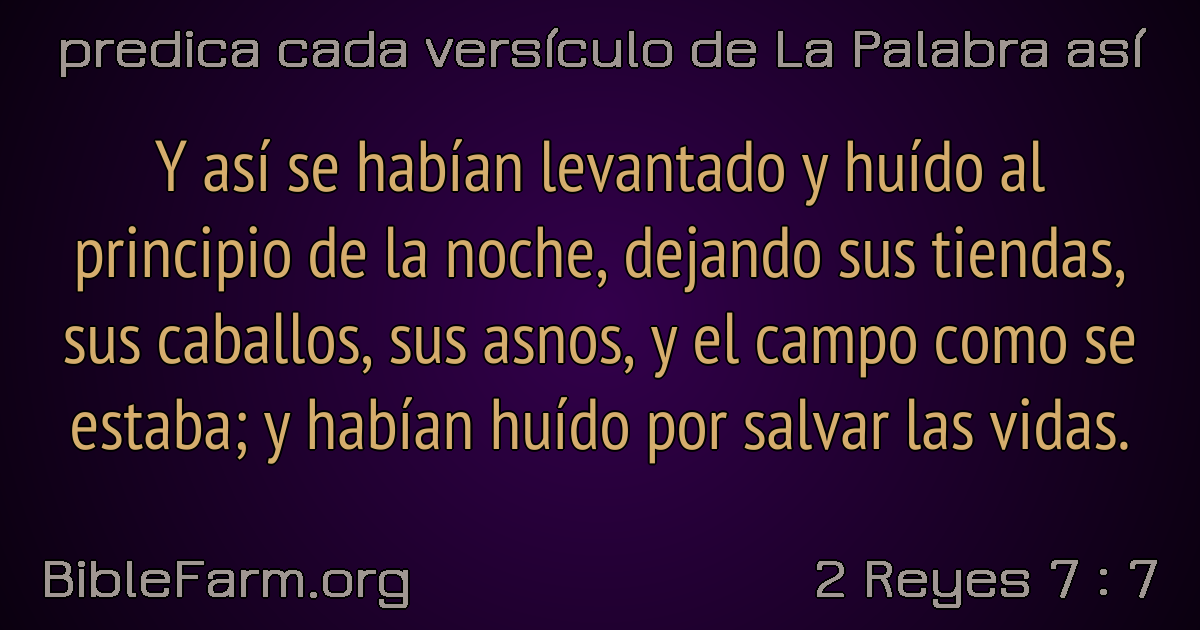 predica cada versículo de La Palabra así
Y así se habían levantado y huído al
principio de la noche, dejando sus tiendas,
sus caballos, sus asnos, y el campo como se
estaba; y habían huído por salvar las vidas.
BibleFarm.org
2 Reyes 7 : 7